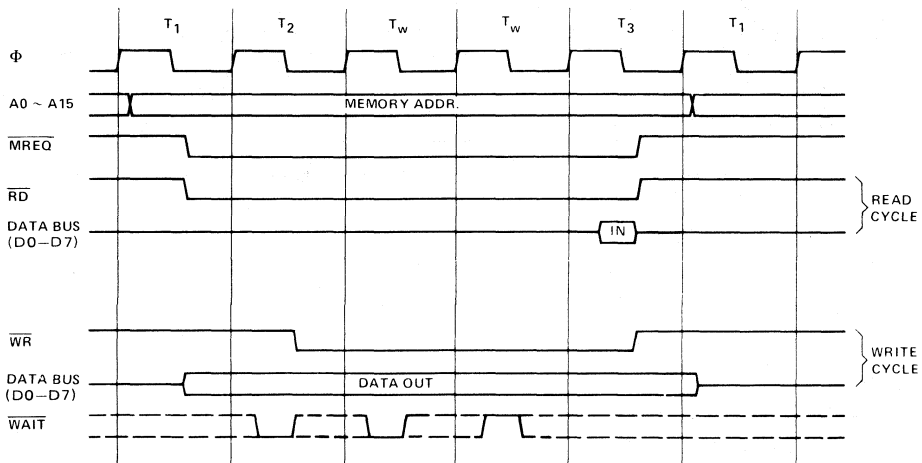 T1 T2 Tw Tw T3 T1
Φ
A0 ~ A15 MEMORY ADDR.
MREQ
RD
READ
CYCLE
DATA BUS
(D0—D7)
IN
WR
WRITE
CYCLE
DATA BUS
(D0—D7)
DATA OUT
WAIT